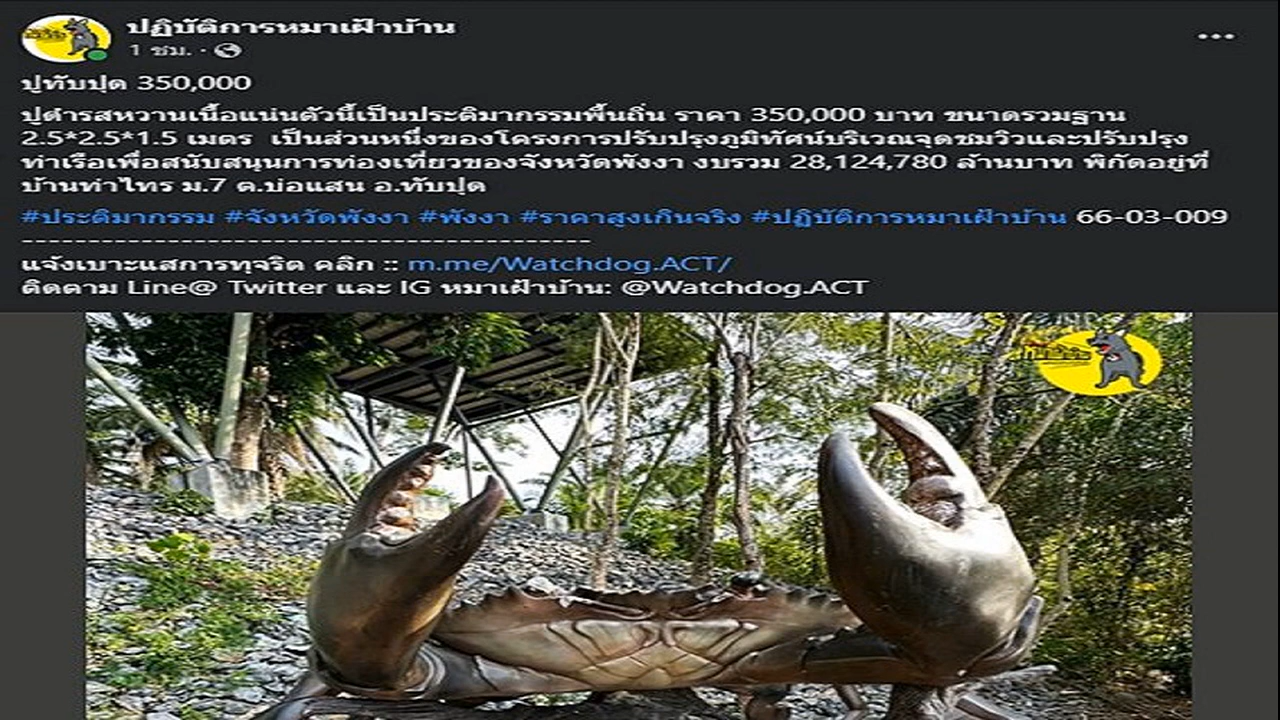 ปฏิบัติการหมาเฝ้าบ้าน
1 ชม. ·
ปูทับปุด 350,000
ปูดำรสหวานเนื้อแน่นตัวนี้เป็นประติมากรรมพื้นถิ่น ราคา 350,000 บาท ขนาดรวมฐาน
2.5*2.5*1.5 เมตร เป็นส่วนหนึ่งของโครงการปรับปรุงภูมิทัศน์บริเวณจุดชมวิวและปรับปรุง
ท่าเรือเพื่อสนับสนุนการท่องเที่ยวของจังหวัดพังงา งบรวม 28,124,780 ล้านบาท พิกัดอยู่ที่
บ้านท่าไทร ม.7 ต.บ่อแสน อ.ทับปุด
#ประติมากรรม #จังหวัดพังงา #พังงา #ราคาสูงเกินจริง #ปฏิบัติการหมาเฝ้าบ้าน 66-03-009
--------------------------------------------
แจ้งเบาะแสการทุจริต คลิก :: m.me/Watchdog.ACT/
ติดตาม Line@ Twitter และ IG หมาเฝ้าบ้าน: @Watchdog.ACT